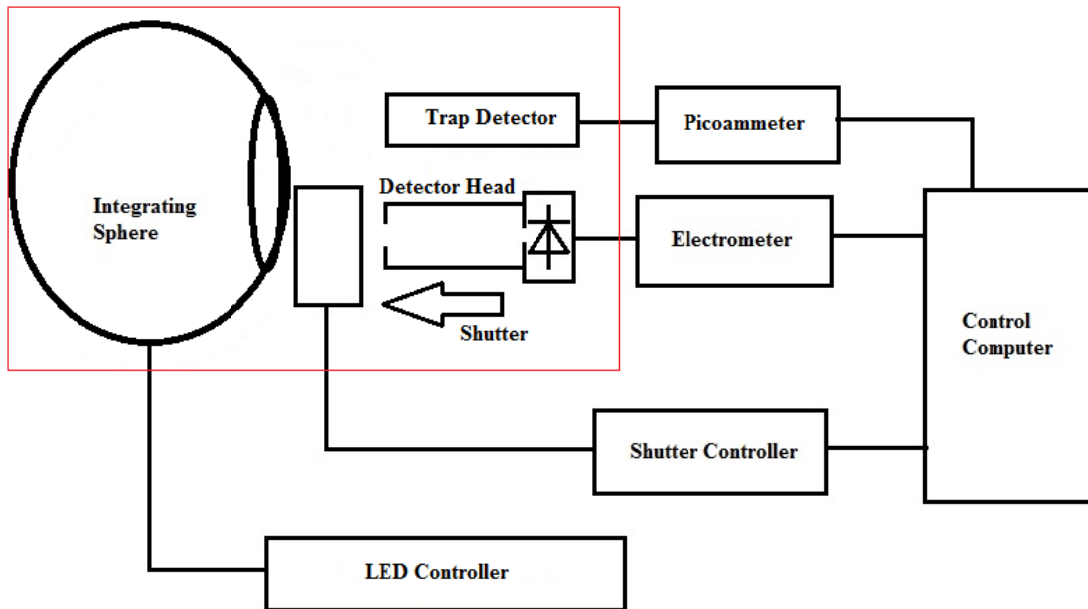 Trap Detector
Picoammeter
Detector Head
Integrating
Sphere
Electrometer
Shutter
Control
Computer
Shutter Controller
LED Controller